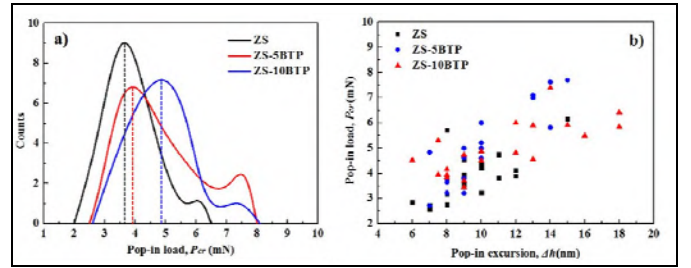 a)
ZS
ZS-5BTP
ZS-10BTP
Counts
8
6
4
2
0
0 1 2 3 4 5 6 7 8 9 10
Pop-in load, Pcr (mN)
b)
ZS
ZS-5BTP
ZS-10BTP
Pop-in load, Pcr (mN)
10
9
8
7
6
5
4
3
2
4 6 8 10 12 14 16 18 20
Pop-in excursion, Δh(nm)